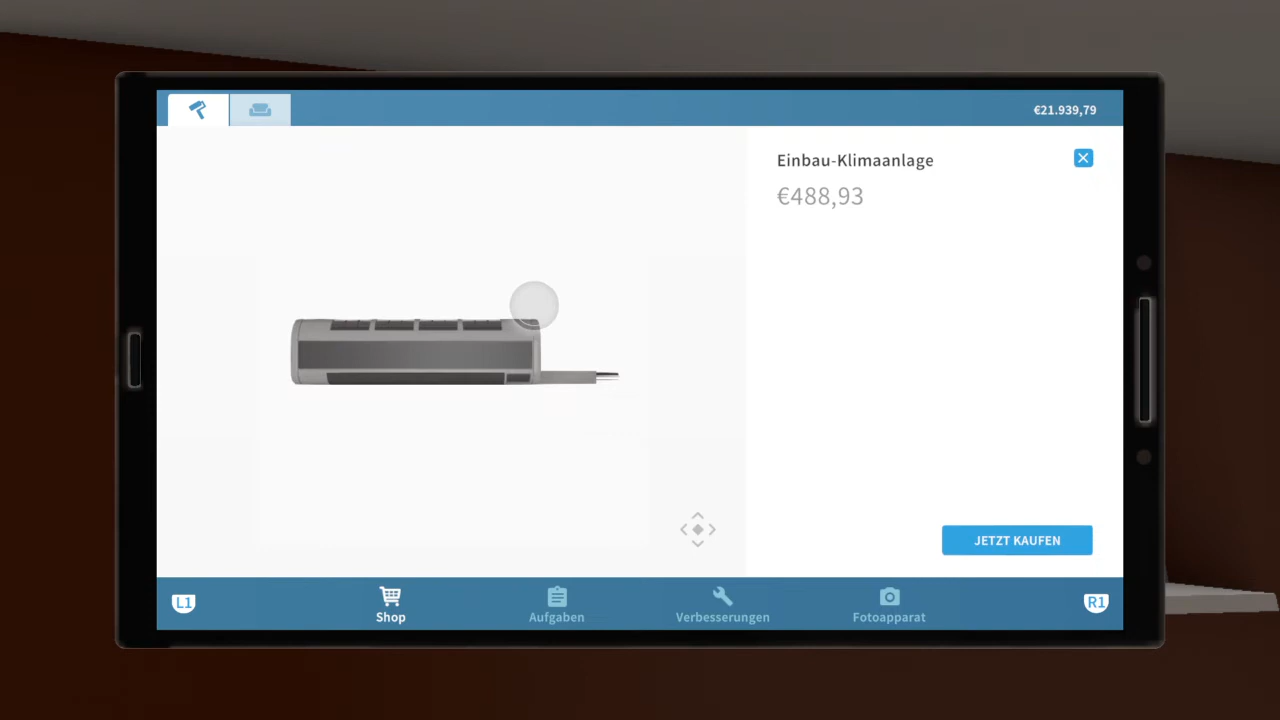 €21.939,79
Einbau-Klimaanlage
€488,93
JETZT KAUFEN
L1
Shop
Aufgaben
Verbesserungen
Fotoapparat
R1